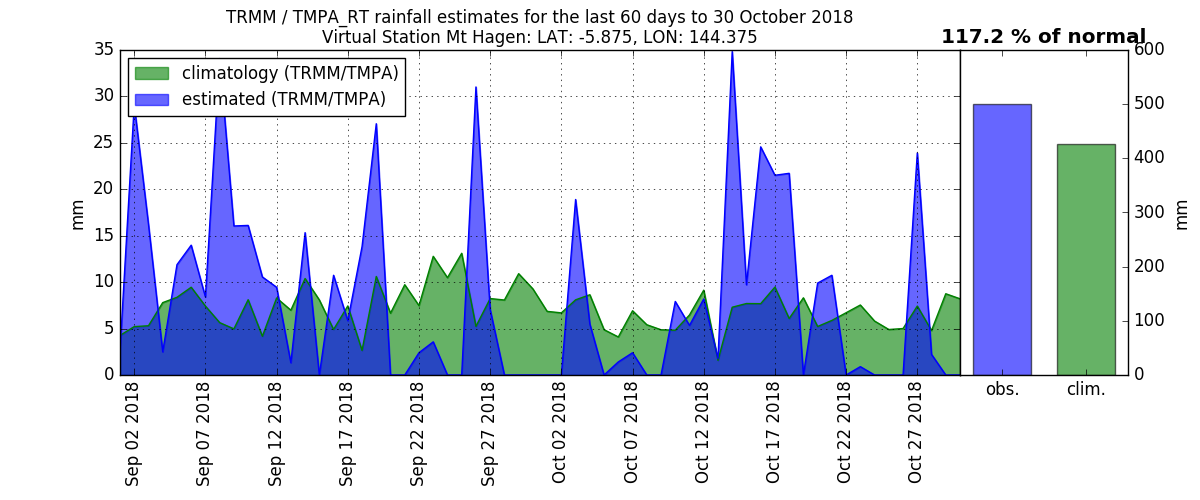 TRMM / TMPA_RT rainfall estimates for the last 60 days to 30 October 2018
Virtual Station Mt Hagen: LAT: -5.875, LON: 144.375
117.2 % of normal
climatology (TRMM/TMPA)
estimated (TRMM/TMPA)
mm
35
30
25
20
15
10
5
0
Sep 02 2018
Sep 07 2018
Sep 12 2018
Sep 17 2018
Sep 22 2018
Sep 27 2018
Oct 02 2018
Oct 07 2018
Oct 12 2018
Oct 17 2018
Oct 22 2018
Oct 27 2018
600
500
400
300
200
100
0
mm
obs.
clim.